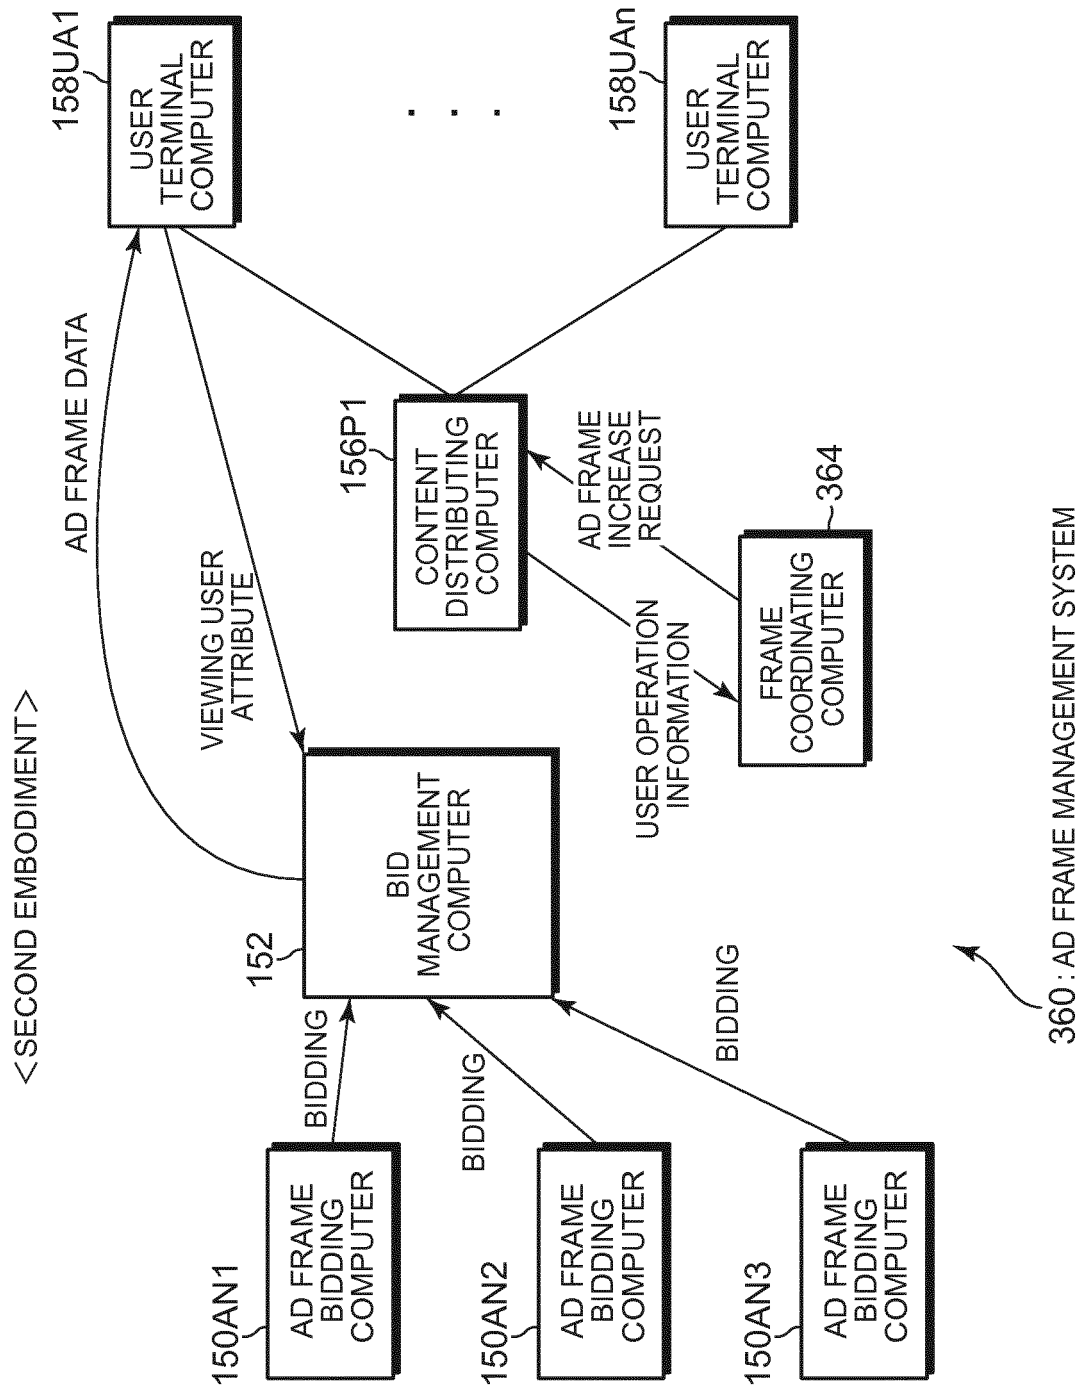 <SECOND EMBODIMENT>
150AN1
AD FRAME
BIDDING
COMPUTER
150AN2
AD FRAME
BIDDING
COMPUTER
150AN3
AD FRAME
BIDDING
COMPUTER
BIDDING
BIDDING
BIDDING
152
BID
MANAGEMENT
COMPUTER
VIEWING USER
ATTRIBUTE
AD FRAME DATA
USER OPERATION
INFORMATION
AD FRAME
INCREASE
REQUEST
156P1
CONTENT
DISTRIBUTING
COMPUTER
364
FRAME
COORDINATING
COMPUTER
158UA1
USER
TERMINAL
COMPUTER
158UAn
USER
TERMINAL
COMPUTER
360 : AD FRAME MANAGEMENT SYSTEM